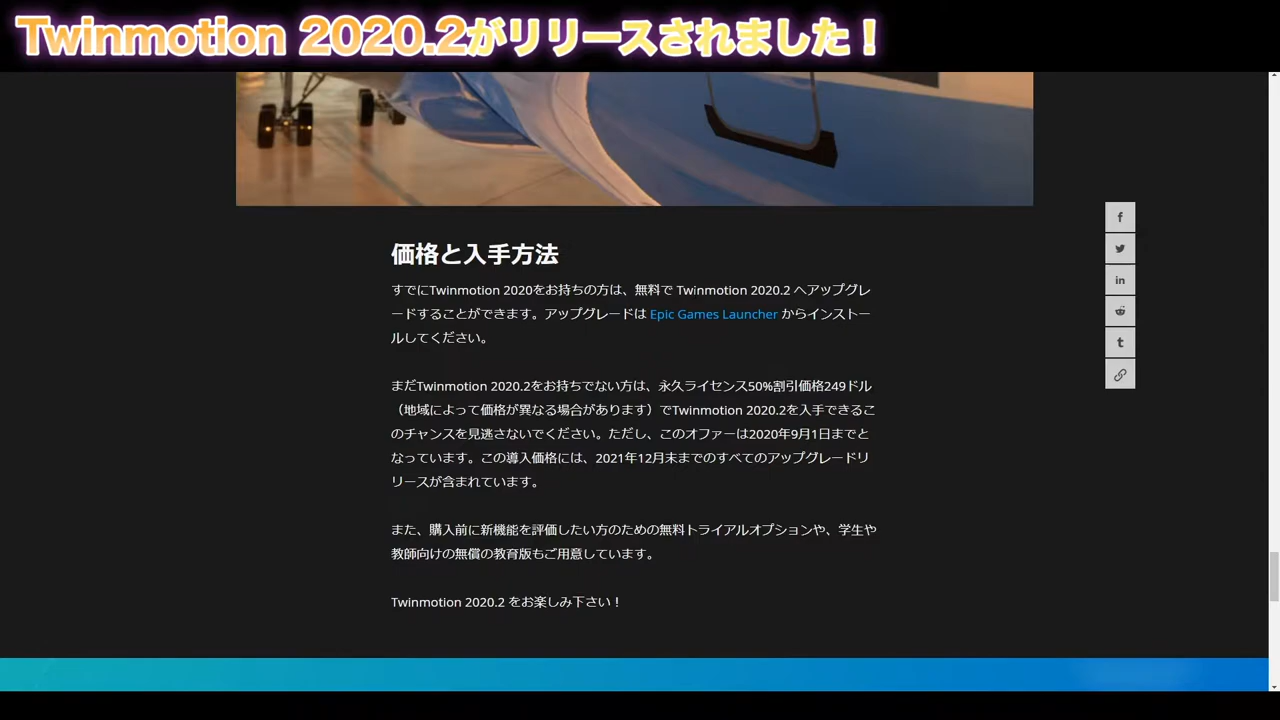 Twinmotion 2020.2がリリースされました！
価格と入手方法
すでにTwinmotion 2020をお持ちの方は、無料で Twinmotion 2020.2 へアップグレ
ードすることができます。アップグレードは Epic Games Launcher からインストー
ルしてください。
まだTwinmotion 2020.2をお持ちでない方は、永久ライセンス50%割引価格249ドル
（地域によって価格が異なる場合があります）でTwinmotion 2020.2を入手できるこ
のチャンスを見逃さないでください。ただし、このオファーは2020年9月1日までと
なっています。この導入価格には、2021年12月末までのすべてのアップグレードリ
リースが含まれています。
また、購入前に新機能を評価したい方のための無料トライアルオプションや、学生や
教師向けの無償の教育版もご用意しています。
Twinmotion 2020.2 をお楽しみ下さい！